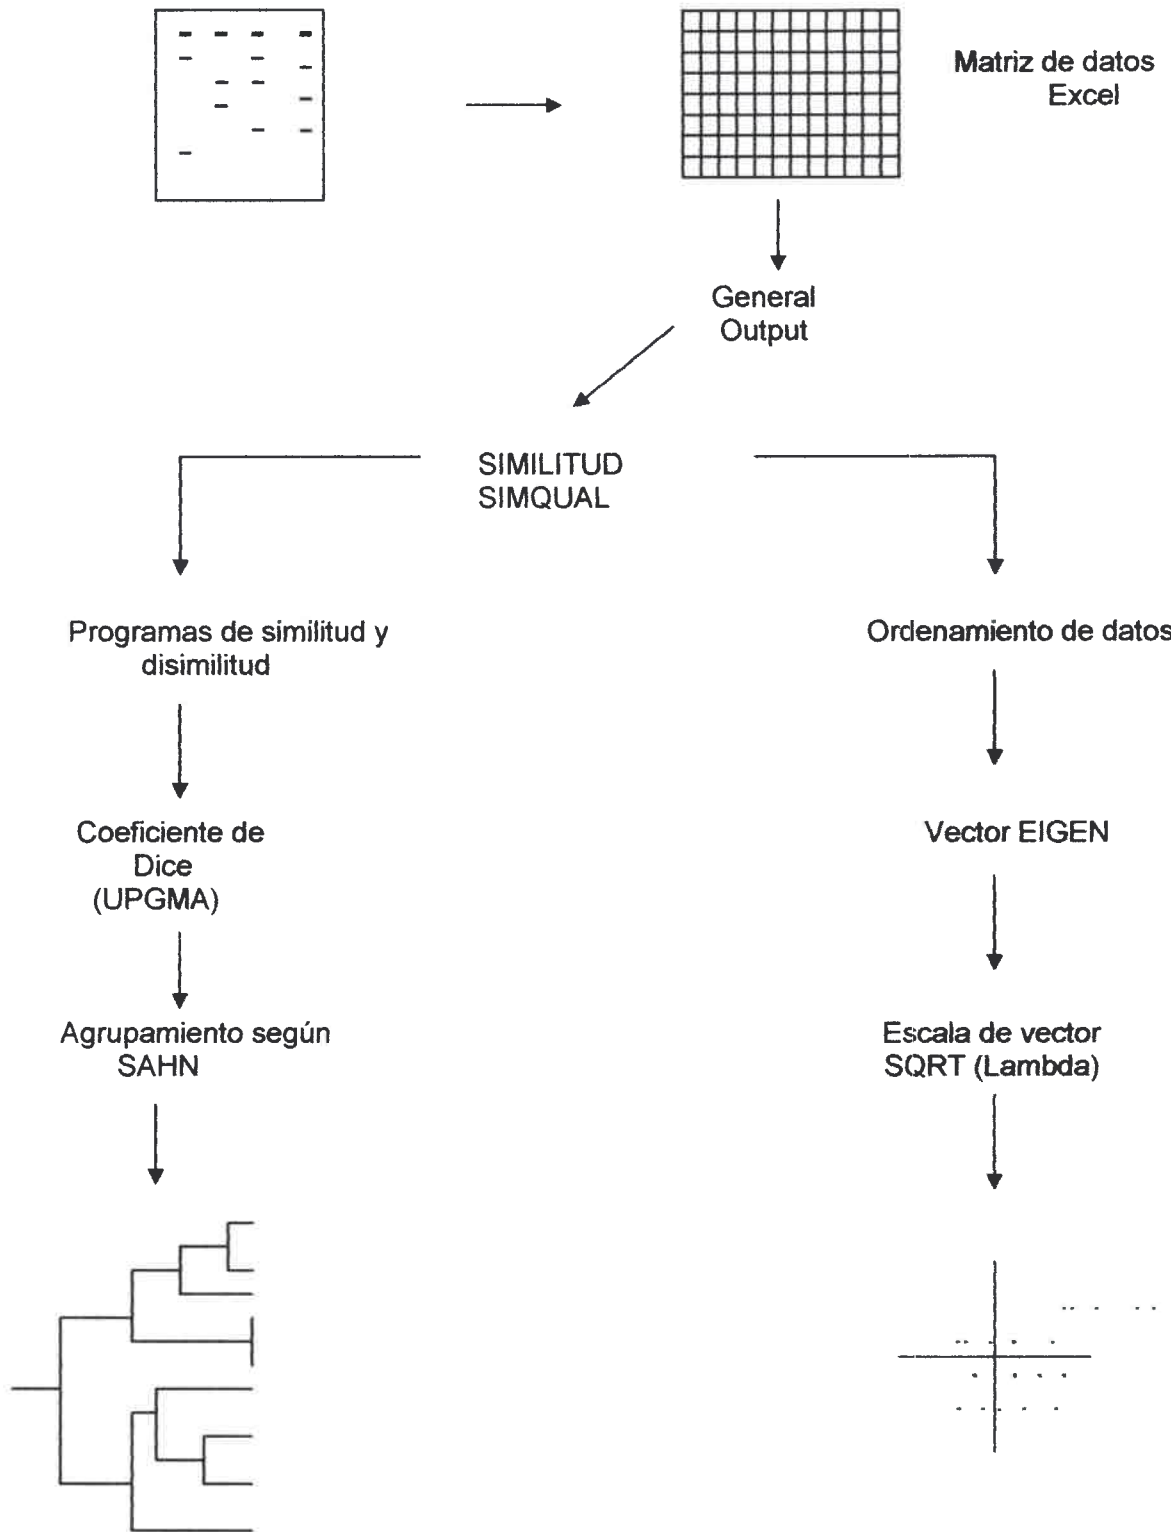 Matriz de datos
Excel
General
Output
SIMILITUD
SIMQUAL
Programas de similitud y
disimilitud
Ordenamiento de datos
Coeficiente de
Dice
(UPGMA)
Vector EIGEN
Agrupamiento según
SAHN
Escala de vector
SQRT (Lambda)